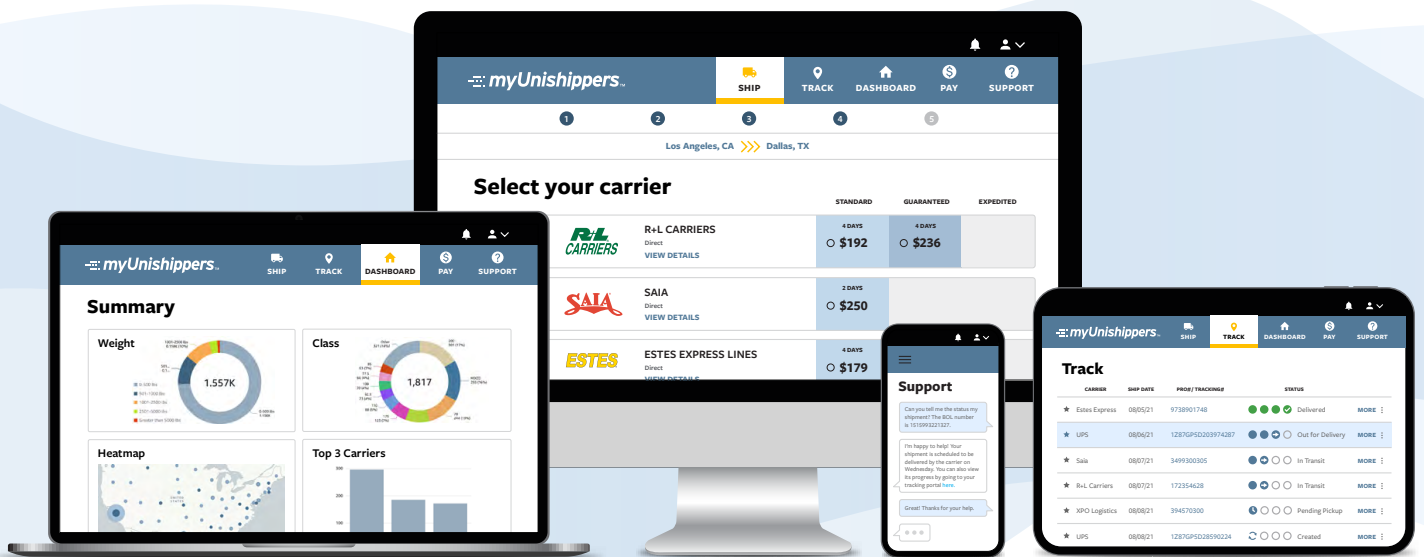 myUnishippers™
SHIP
TRACK
DASHBOARD
PAY
SUPPORT
1
2
3
4
5
Los Angeles, CA
Dallas, TX
Select your carrier
STANDARD
GUARANTEED
EXPEDITED
R+L
CARRIERS
R+L CARRIERS
Direct
VIEW DETAILS
4 DAYS
$192
4 DAYS
$236
SAIA
SAIA
Direct
VIEW DETAILS
2 DAYS
$250
ESTES
ESTES EXPRESS LINES
Direct
VIEW DETAILS
4 DAYS
$179
myUnishippers™
SHIP
TRACK
DASHBOARD
PAY
SUPPORT
Summary
Weight
1.557K
Class
1,817
Heatmap
Top 3 Carriers
300
200
100
Support
Can you tell me the status my
shipment? The BOL number
is 1515993221327.
I'm happy to help! Your
shipment is scheduled to be
delivered by the carrier on
Wednesday. You can also view
its progress by going to your
tracking portal here.
Great! Thanks for your help.
myUnishippers™
SHIP
TRACK
DASHBOARD
PAY
SUPPORT
Track
CARRIER SHIP DATE PRO#/ TRACKING# STATUS
Estes Express 08/05/21 9738901748 Delivered MORE
UPS 08/06/21 1Z87GP5D203974287 Out for Delivery MORE
Saia 08/07/21 3499300305 In Transit MORE
R+L Carriers 08/07/21 172354628 In Transit MORE
XPO Logistics 08/08/21 394570300 Pending Pickup MORE
UPS 08/08/21 1Z87GP5D28590224 Created MORE